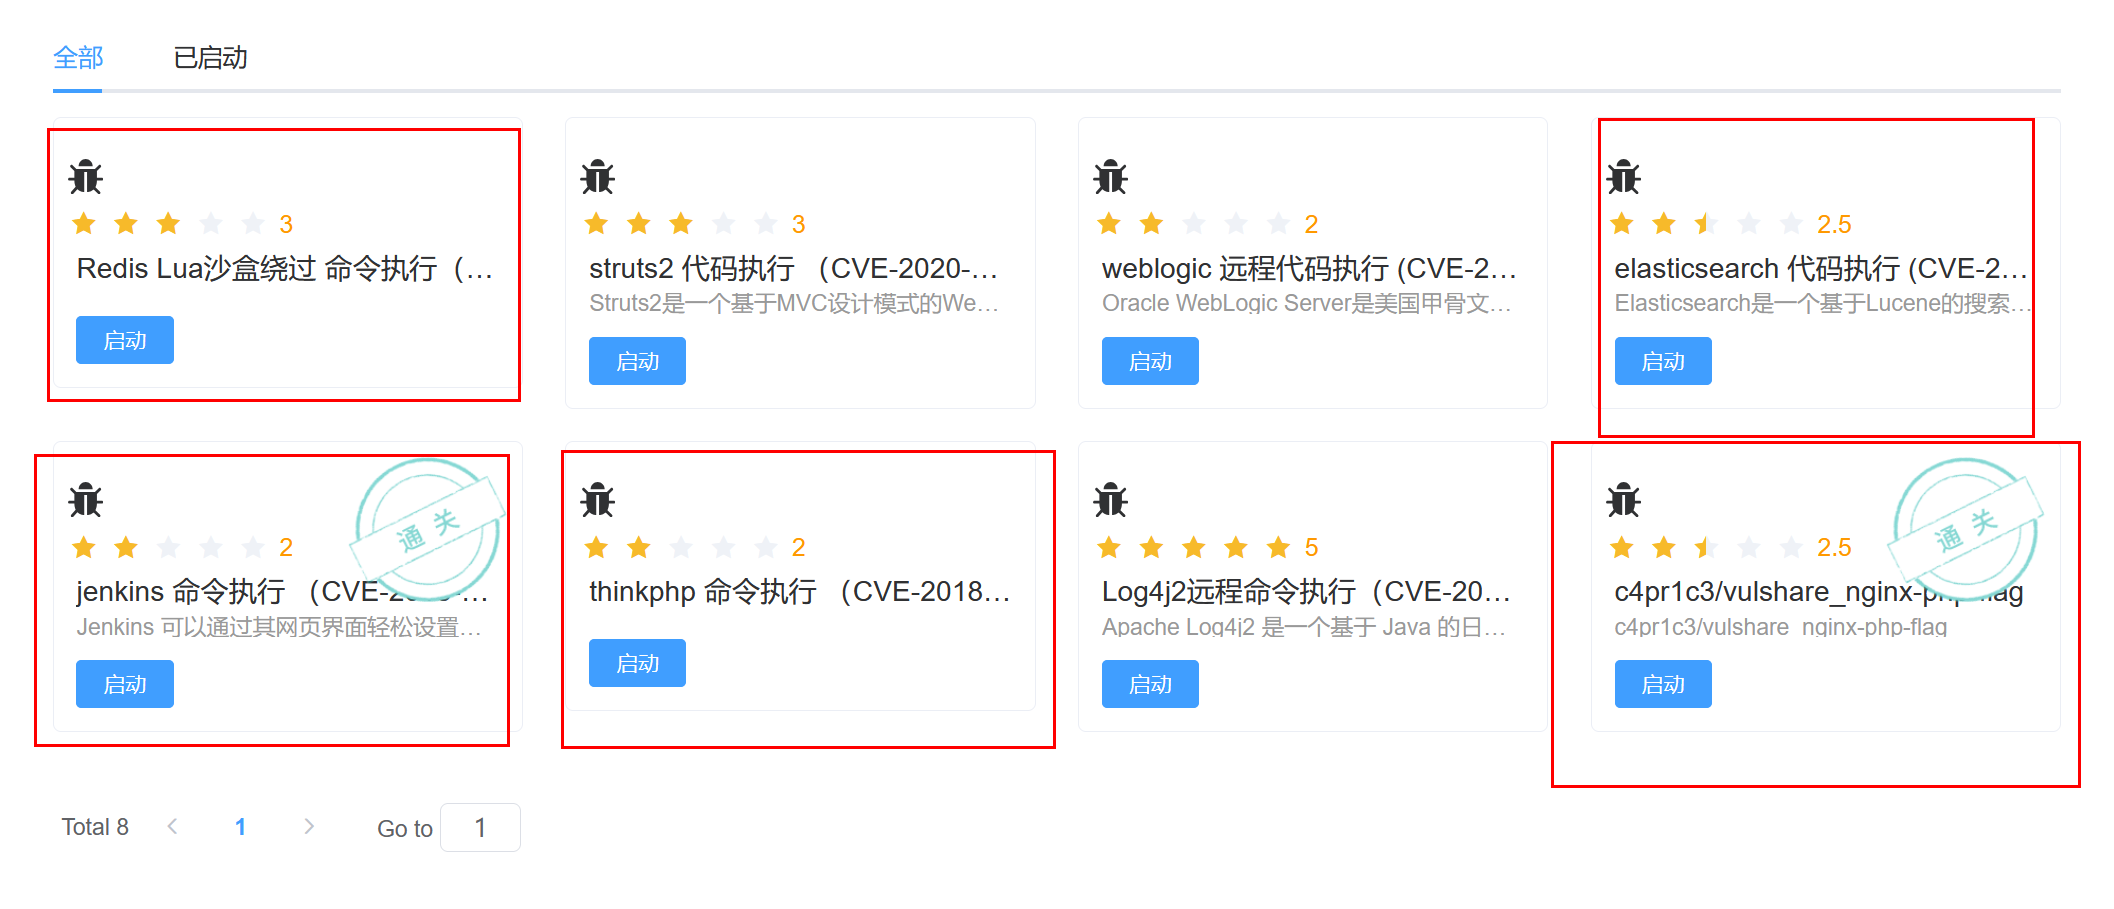 全部
已启动
3
Redis Lua沙盒绕过 命令执行（...
启动
3
struts2 代码执行 （CVE-2020-...
Struts2是一个基于MVC设计模式的We...
启动
2
weblogic 远程代码执行 (CVE-2...
Oracle WebLogic Server是美国甲骨文...
启动
2.5
elasticsearch 代码执行 (CVE-2...
Elasticsearch是一个基于Lucene的搜索...
启动
通关
2
jenkins 命令执行 （CVE-2018-...
Jenkins 可以通过其网页界面轻松设置...
启动
2
thinkphp 命令执行 （CVE-2018...
启动
5
Log4j2远程命令执行（CVE-20...
Apache Log4j2 是一个基于 Java 的日...
启动
通关
2.5
c4pr1c3/vulshare_nginx-php-flag
c4pr1c3/vulshare_nginx-php-flag
启动
Total 8
1
Go to
1